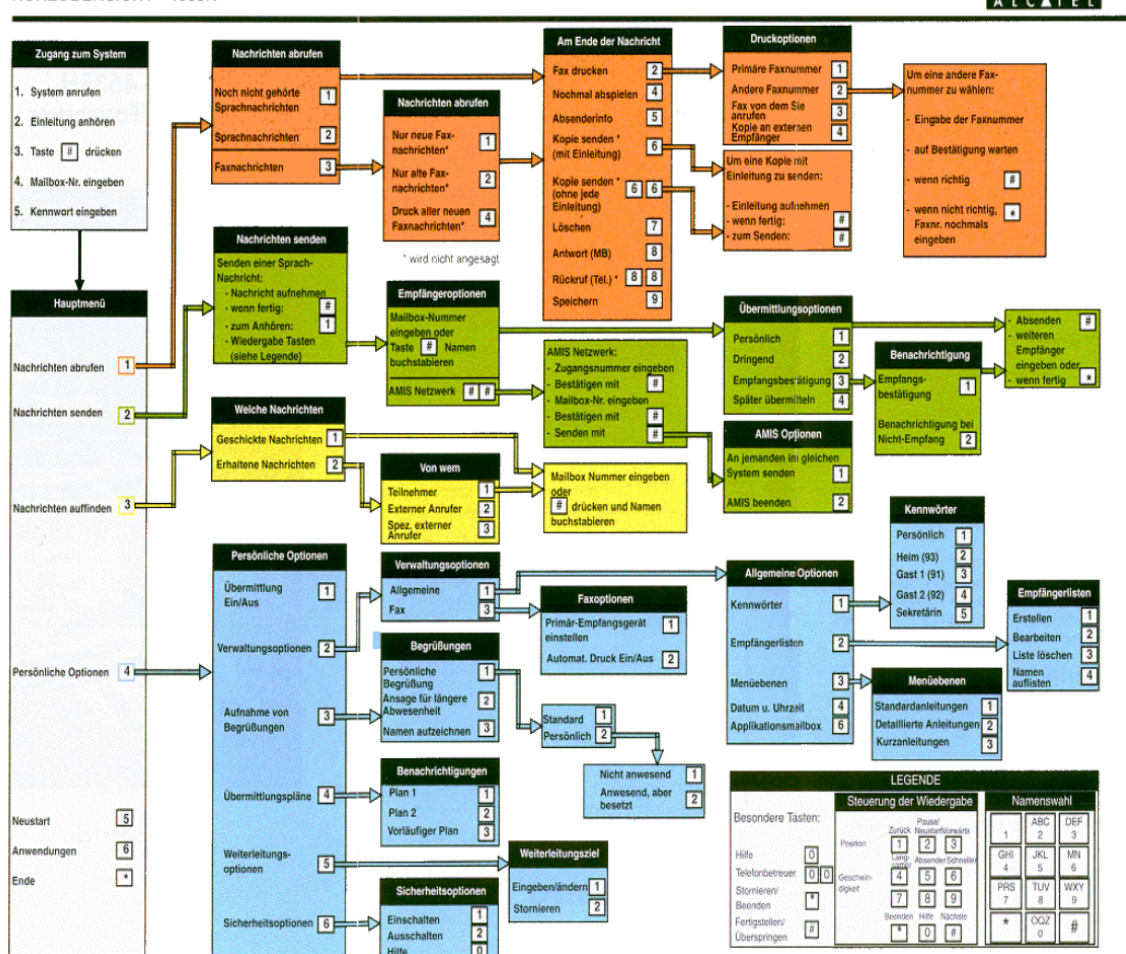 ALCATEL
Zugang zum System
1. System anrufen
2. Einleitung anhören
3. Taste # drücken
4. Mailbox-Nr. eingeben
5. Kennwort eingeben
Hauptmenü
Nachrichten abrufen 1
Nachrichten senden 2
Nachrichten auffinden 3
Persönliche Optionen 4
Neustart 5
Anwendungen 6
Ende *
Nachrichten abrufen
Noch nicht gehörte
Sprachnachrichten 1
Sprachnachrichten 2
Faxnachrichten 3
Nachrichten abrufen
Nur neue Fax-
nachrichten* 1
Nur alte Fax-
nachrichten* 2
Druck aller neuen
Faxnachrichten* 4
* wird nicht angesagt
Am Ende der Nachricht
Fax drucken 2
Nochmal abspielen 4
Absenderinfo 5
Kopie senden *
(mit Einleitung) 6
Kopie senden *
(ohne jede 6 6
Einleitung)
Löschen 7
Antwort (MB) 8
Rückruf (Tel.) * 8 8
Speichern 9
Druckoptionen
Primäre Faxnummer 1
Andere Faxnummer 2
Fax von dem Sie
anrufen 3
Kopie an externen
Empfänger 4
Um eine andere Fax-
nummer zu wählen:
- Eingabe der Faxnummer
- auf Bestätigung warten
- wenn richtig #
- wenn nicht richtig, *
Faxnr. nochmals
eingeben
Um eine Kopie mit
Einleitung zu senden:
- Einleitung aufnehmen
- wenn fertig: #
- zum Senden: #
Nachrichten senden
Senden einer Sprach-
Nachricht:
- Nachricht aufnehmen
- wenn fertig: #
- zum Anhören: 1
- Wiedergabe Tasten
(siehe Legende)
Empfängeroptionen
Mailbox-Nummer
eingeben oder
Taste # Namen
buchstabieren
AMIS Netzwerk # #
AMIS Netzwerk:
- Zugangsnummer eingeben
- Bestätigen mit #
- Mailbox-Nr. eingeben
- Bestätigen mit #
- Senden mit #
Übermittlungsoptionen
Persönlich 1
Dringend 2
Empfangsbestätigung 3
Später übermitteln 4
Benachrichtigung
Empfangs-
bestätigung 1
Benachrichtigung bei
Nicht-Empfang 2
- Absenden #
- weiteren
Empfänger
eingeben oder
- wenn fertig *
AMIS Optionen
An jemanden im gleichen
System senden 1
AMIS beenden 2
Welche Nachrichten
Geschickte Nachrichten 1
Erhaltene Nachrichten 2
Von wem
Teilnehmer 1
Externer Anrufer 2
Spez. externer
Anrufer 3
Mailbox Nummer eingeben
oder
# drücken und Namen
buchstabieren
Persönliche Optionen
Übermittlung
Ein/Aus 1
Verwaltungsoptionen 2
Aufnahme von
Begrüßungen 3
Übermittlungspläne 4
Weiterleitungs-
optionen 5
Sicherheitsoptionen 6
Verwaltungsoptionen
Allgemeine 1
Fax 3
Faxoptionen
Primär-Empfangsgerät
einstellen 1
Automat. Druck Ein/Aus 2
Begrüßungen
Persönliche
Begrüßung 1
Ansage für längere
Abwesenheit 2
Namen aufzeichnen 3
Standard 1
Persönlich 2
Nicht anwesend 1
Anwesend, aber
besetzt 2
Benachrichtigungen
Plan 1 1
Plan 2 2
Vorläufiger Plan 3
Weiterleitungsziel
Eingeben/ändern 1
Stornieren 2
Sicherheitsoptionen
Einschalten 1
Ausschalten 2
Hilfe 0
Allgemeine Optionen
Kennwörter 1
Empfängerlisten 2
Menüebenen 3
Datum u. Uhrzeit 4
Applikationsmailbox 6
Kennwörter
Persönlich 1
Heim (93) 2
Gast 1 (91) 3
Gast 2 (92) 4
Sekretärin 5
Empfängerlisten
Erstellen 1
Bearbeiten 2
Liste löschen 3
Namen
auflisten 4
Menüebenen
Standardanleitungen 1
Detaillierte Anleitungen 2
Kurzanleitungen 3
LEGENDE
Besondere Tasten:
Hilfe 0
Telefonbetreuer 0 0
Stornieren/
Beenden *
Fertigstellen/
Überspringen #
Steuerung der Wiedergabe
Pause/
Zurück Neustart Vorwärts
Position 1 2 3
Lang-
samer Absender Schneller
Geschwin-
digkeit 4 5 6
7 8 9
Beenden Hilfe Nächste
* 0 #
Namenswahl
ABC DEF
1 2 3
GHI JKL MN
4 5 6
PRS TUV WXY
7 8 9
* OQZ #
0